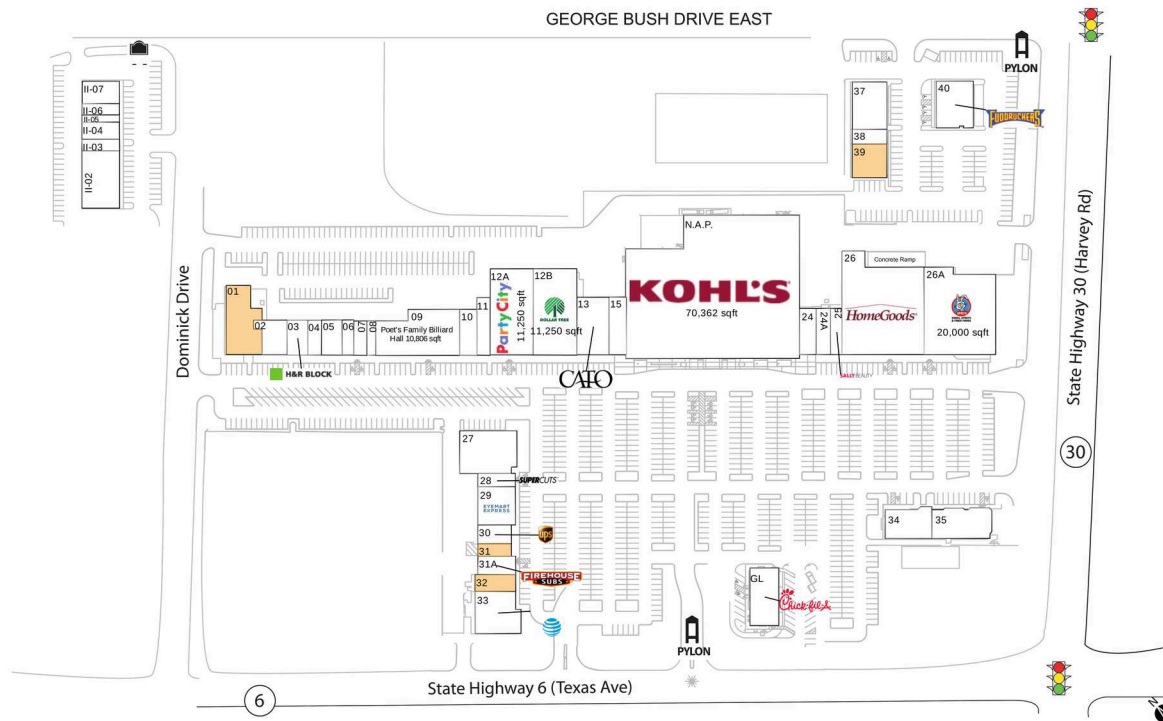 GEORGE BUSH DRIVE EAST
PYLON
II-07
II-06
II-05
II-04
II-03
II-02
37
38
39
40
FUDDRUCKERS
Dominick Drive
State Highway 30 (Harvey Rd)
30
01
02
03
04
05
06
07
08
09
Poet's Family Billiard
Hall 10,806 sqft
10
11
12A
Party City
11,250 sqft
12B
DOLLAR TREE
11,250 sqft
13
15
N.A.P.
KOHL'S
70,362 sqft
24
24A
25
26
Concrete Ramp
HomeGoods
26A
20,000 sqft
H&R BLOCK
CATO
SALLY BEAUTY
27
28
SUPERCUTS
29
EYEMART
EXPRESS
30
ups
31
31A
FIREHOUSE
SUBS
32
33
34
35
GL
Chick-fil-A
PYLON
State Highway 6 (Texas Ave)
6
N